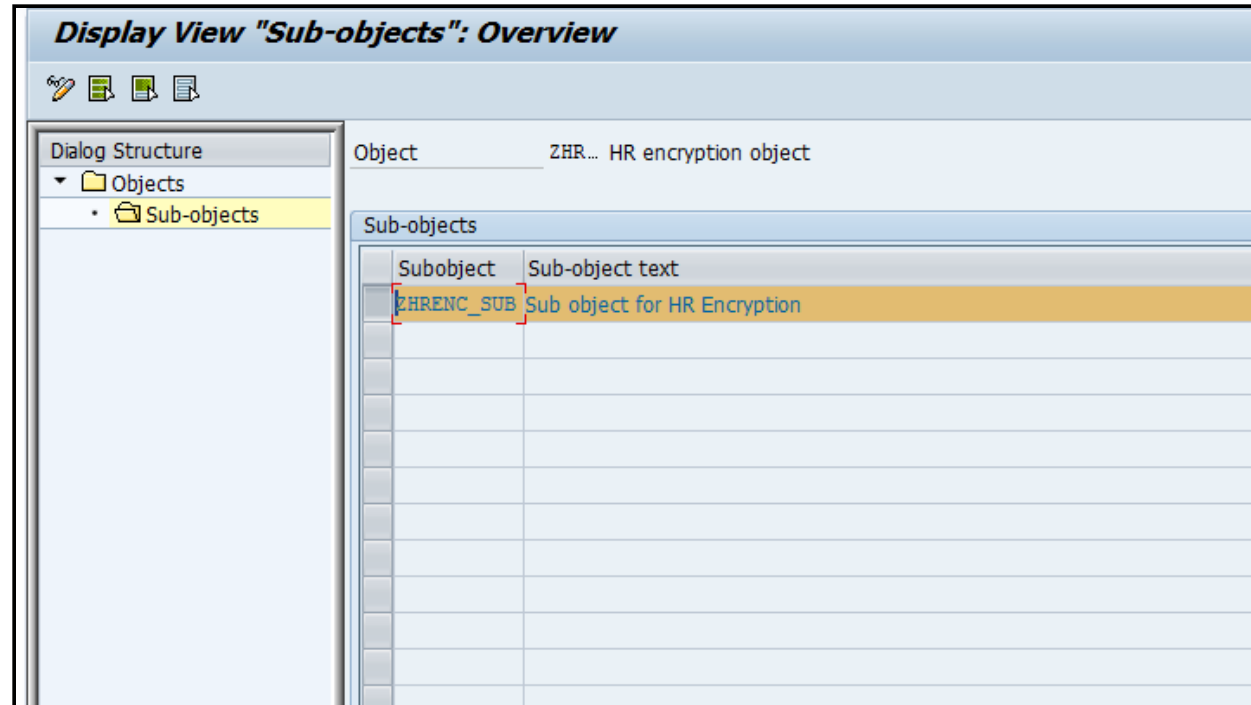 Display View "Sub-objects": Overview
Dialog Structure
Objects
Sub-objects
Object ZHR… HR encryption object
Sub-objects
Subobject Sub-object text
ZHRENC_SUB Sub object for HR Encryption